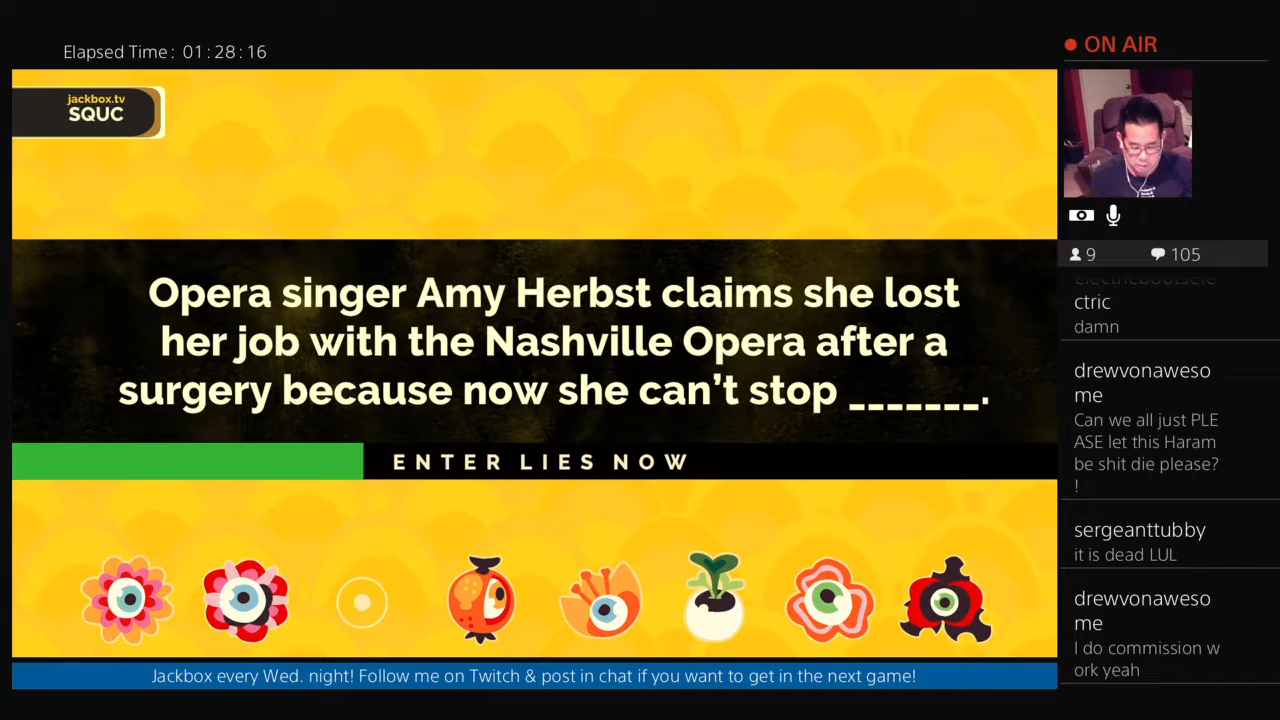 Elapsed Time: 01:28:16
ON AIR
jackbox.tv
SQUC
9
105
Opera singer Amy Herbst claims she lost
her job with the Nashville Opera after a
surgery because now she can't stop _______.
ENTER LIES NOW
ctric
damn
drewvonaweso
me
Can we all just PLE
ASE let this Haram
be shit die please?
!
sergeanttubby
it is dead LUL
drewvonaweso
me
I do commission w
ork yeah
Jackbox every Wed. night! Follow me on Twitch & post in chat if you want to get in the next game!